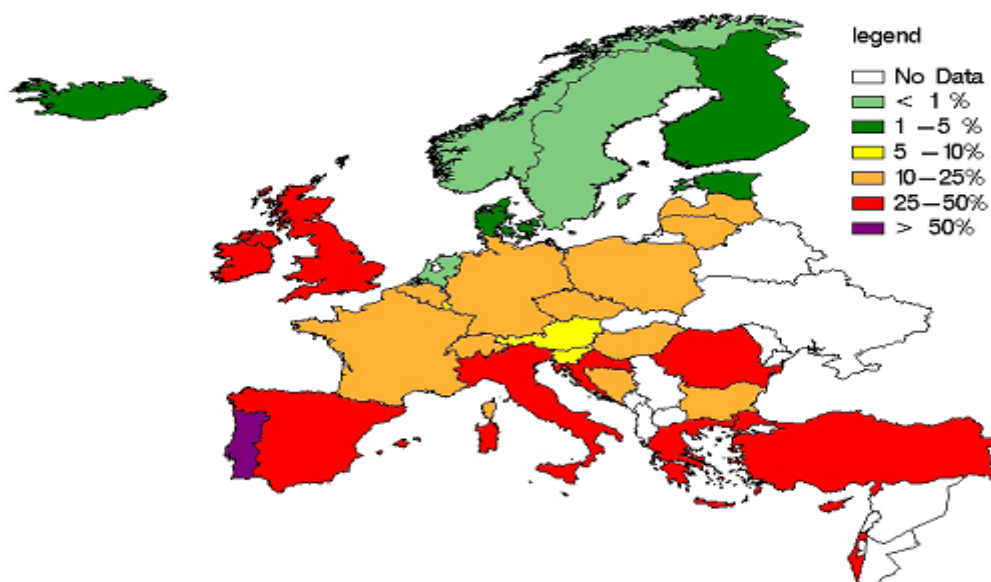 legend
No Data
< 1 %
1 –5 %
5 –10%
10–25%
25–50%
> 50%